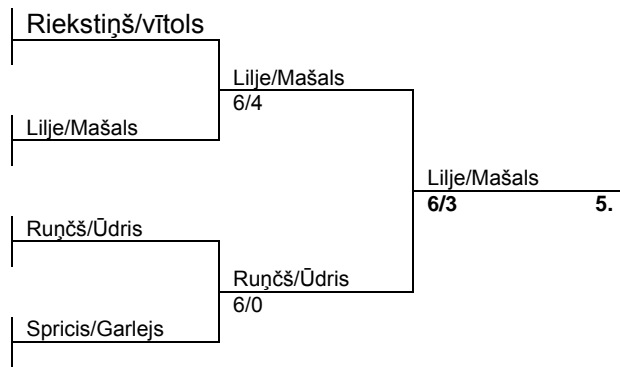 Riekstiņš/vītols
Lilje/Mašals
6/4
Lilje/Mašals
Lilje/Mašals
6/3 5.
Ruņčš/Ūdris
Ruņčš/Ūdris
6/0
Spricis/Garlejs